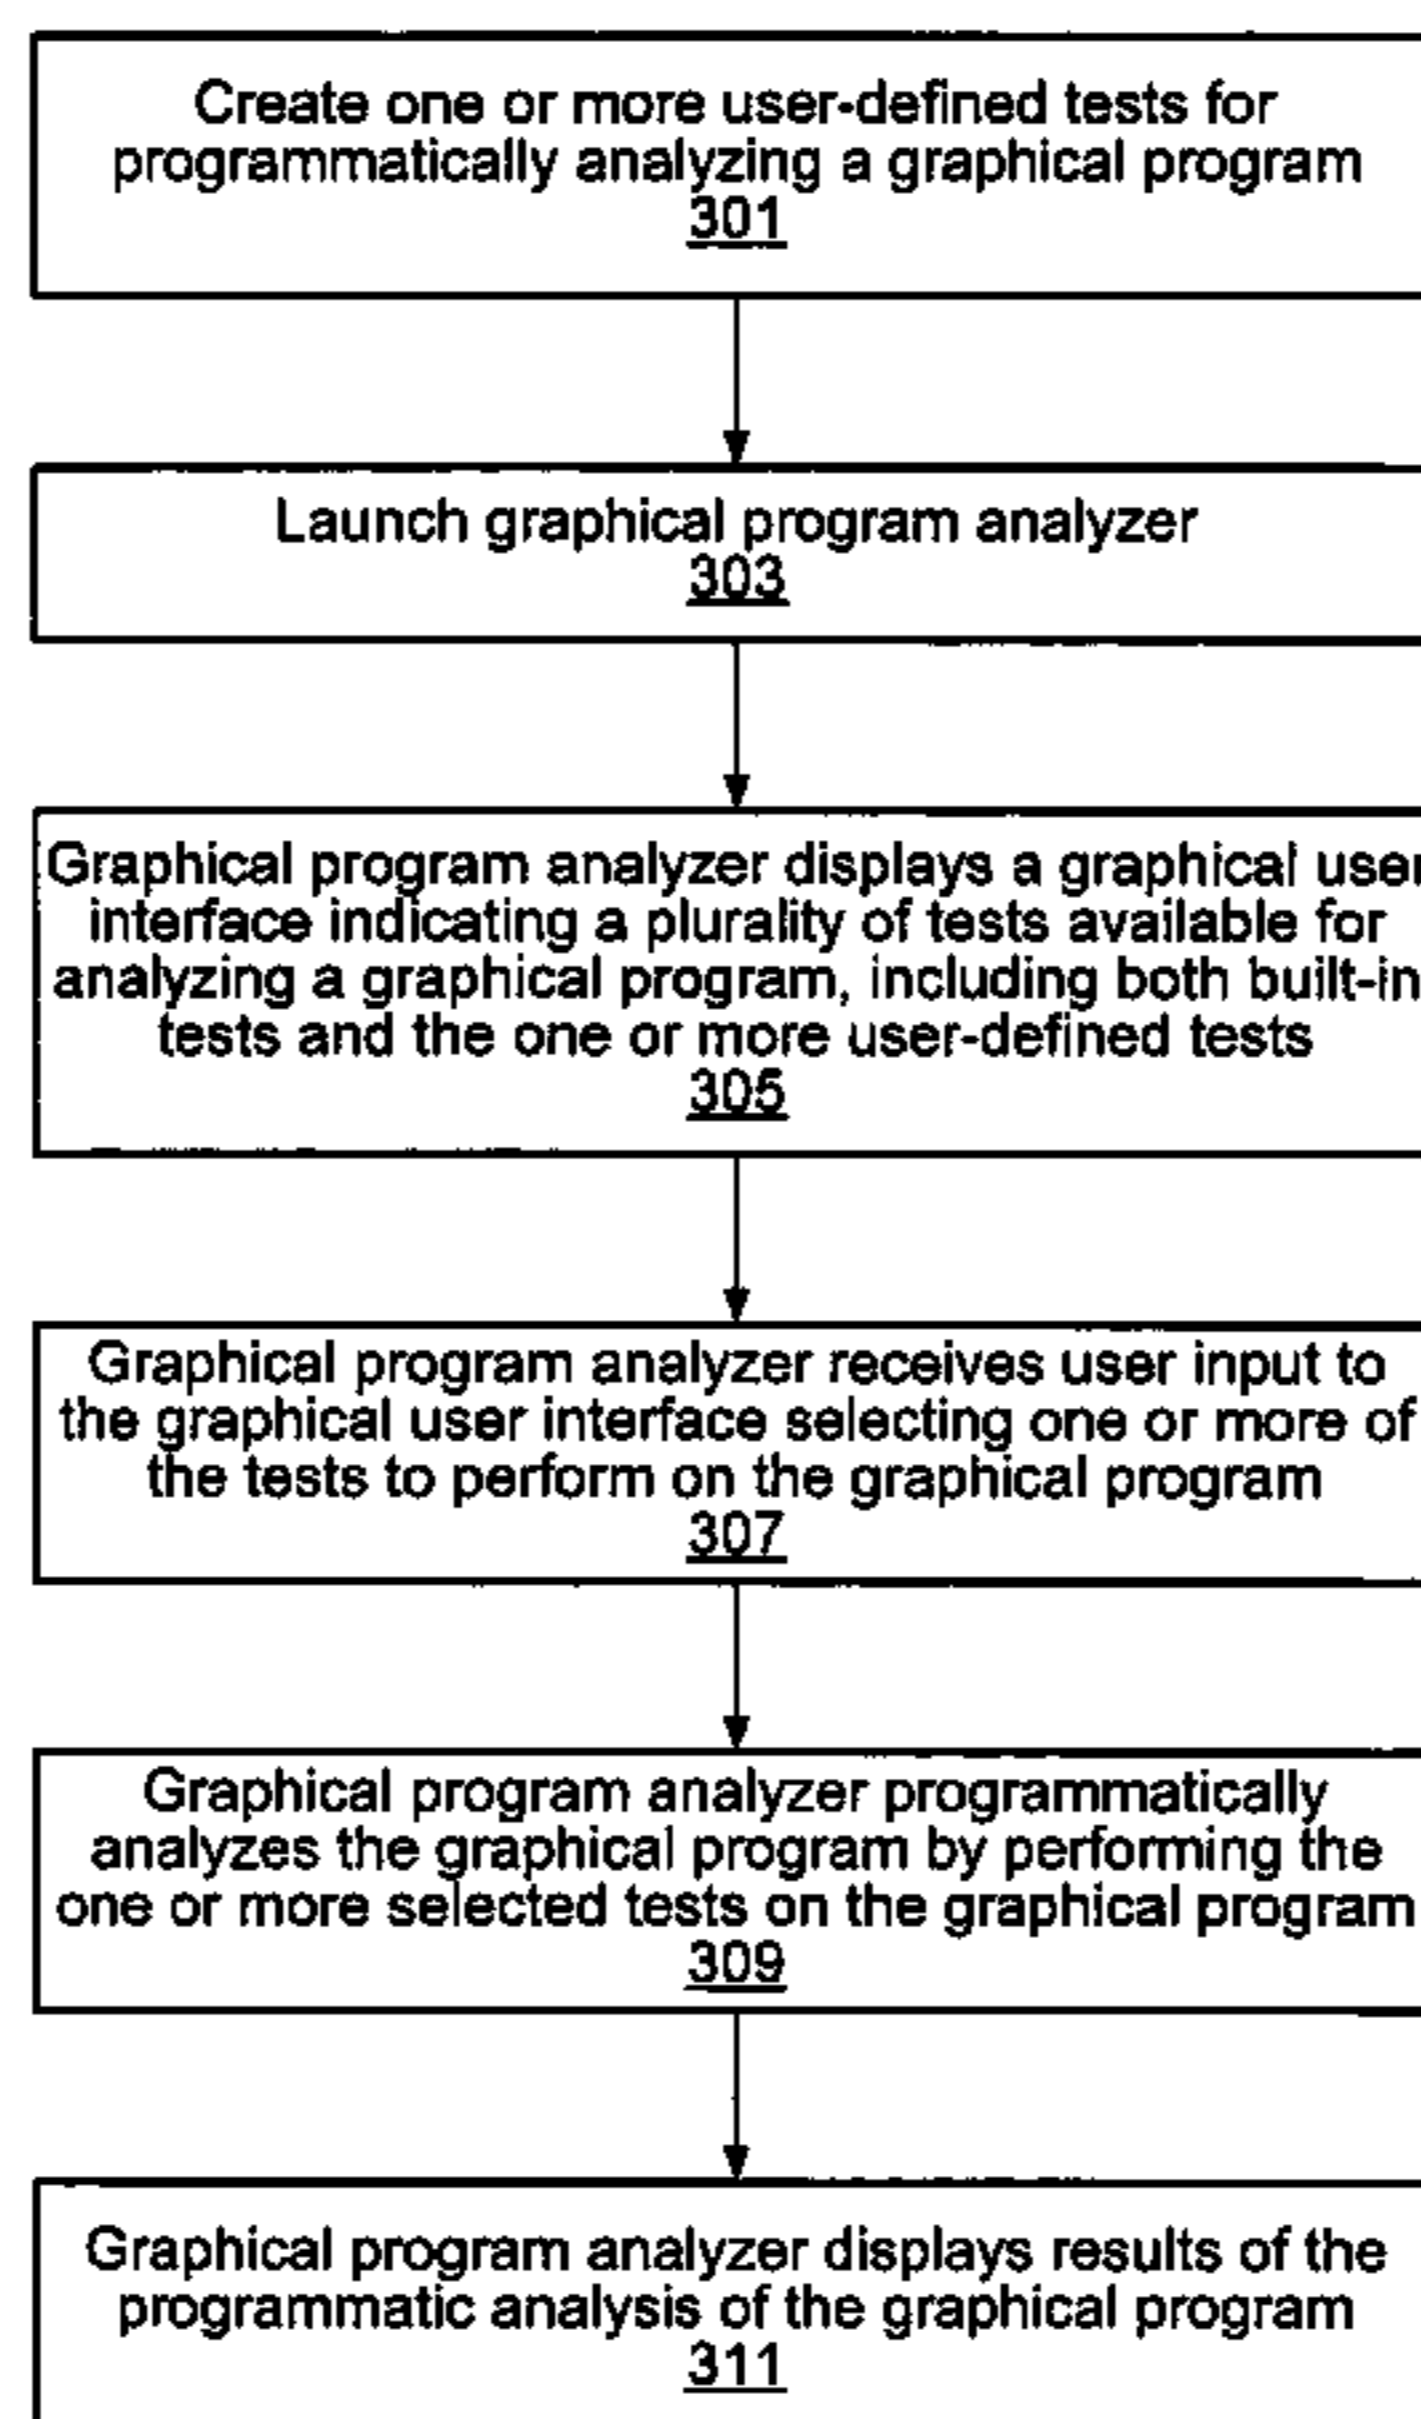 Create one or more user-defined tests for
programmatically analyzing a graphical program
301
Launch graphical program analyzer
303
Graphical program analyzer displays a graphical user
interface indicating a plurality of tests available for
analyzing a graphical program, including both built-in
tests and the one or more user-defined tests
305
Graphical program analyzer receives user input to
the graphical user interface selecting one or more of
the tests to perform on the graphical program
307
Graphical program analyzer programmatically
analyzes the graphical program by performing the
one or more selected tests on the graphical program
309
Graphical program analyzer displays results of the
programmatic analysis of the graphical program
311